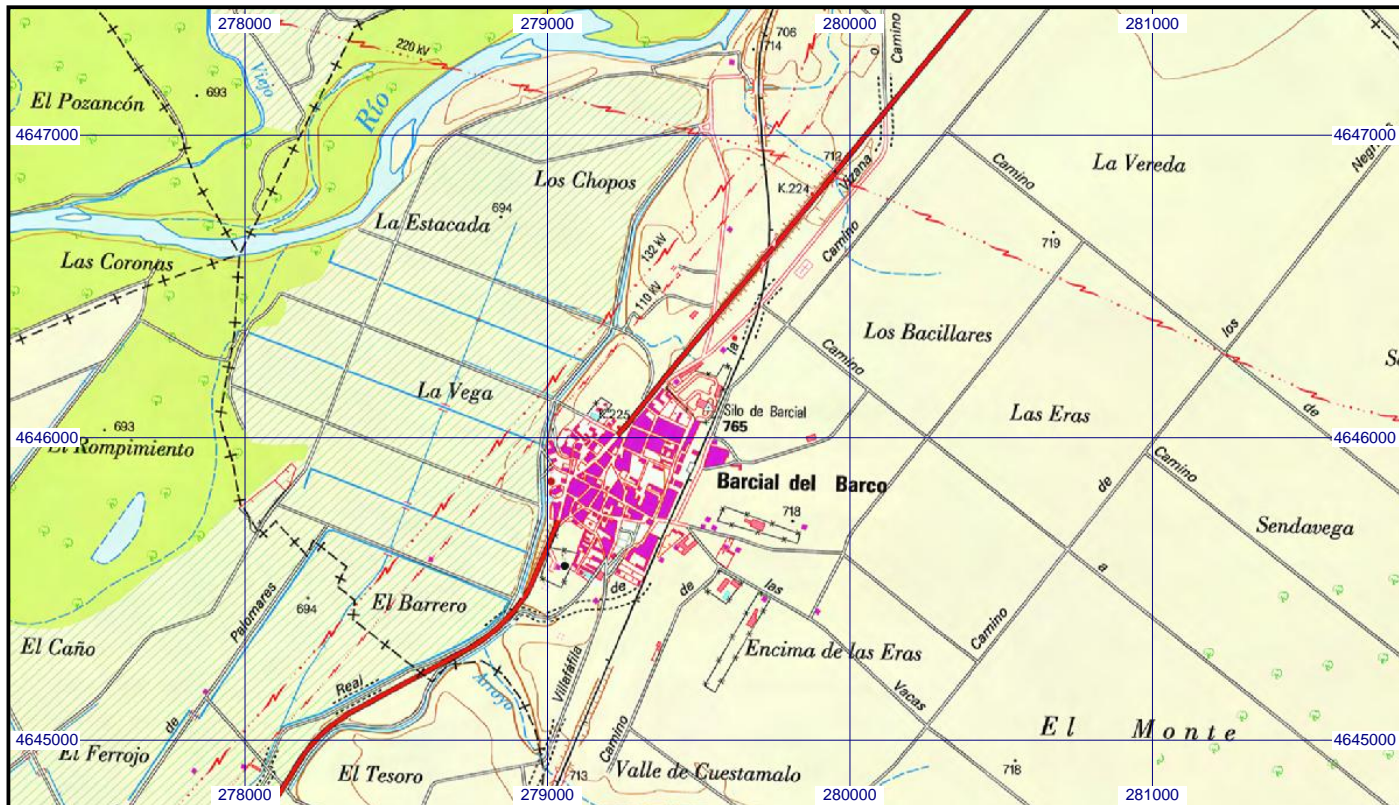 278000
279000
280000
281000
220 kV
706
714
o
Camino
Viejo
El Pozancón
693
Río
4647000
4647000
712
Vizana
La Vereda
Camino
Los Chopos
K.224
694
La Estacada
719
132 kV
Camino
Las Coronas
110 kV
los
Los Bacillares
la
Camino
La Vega
de
Las Eras
K.225
Silo de Barcial
765
693
4646000
4646000
El Rompimiento
Camino
de
Barcial del Barco
718
Sendavega
a
694
El Barrero
de
de
las
Palomares
Camino
El Caño
Encima de las Eras
Villafáfila
Real
Arroyo
Vacas
de
4645000
4645000
El Monte
El Ferrojo
Camino
El Tesoro
713
Valle de Cuestamalo
718
278000
279000
280000
281000